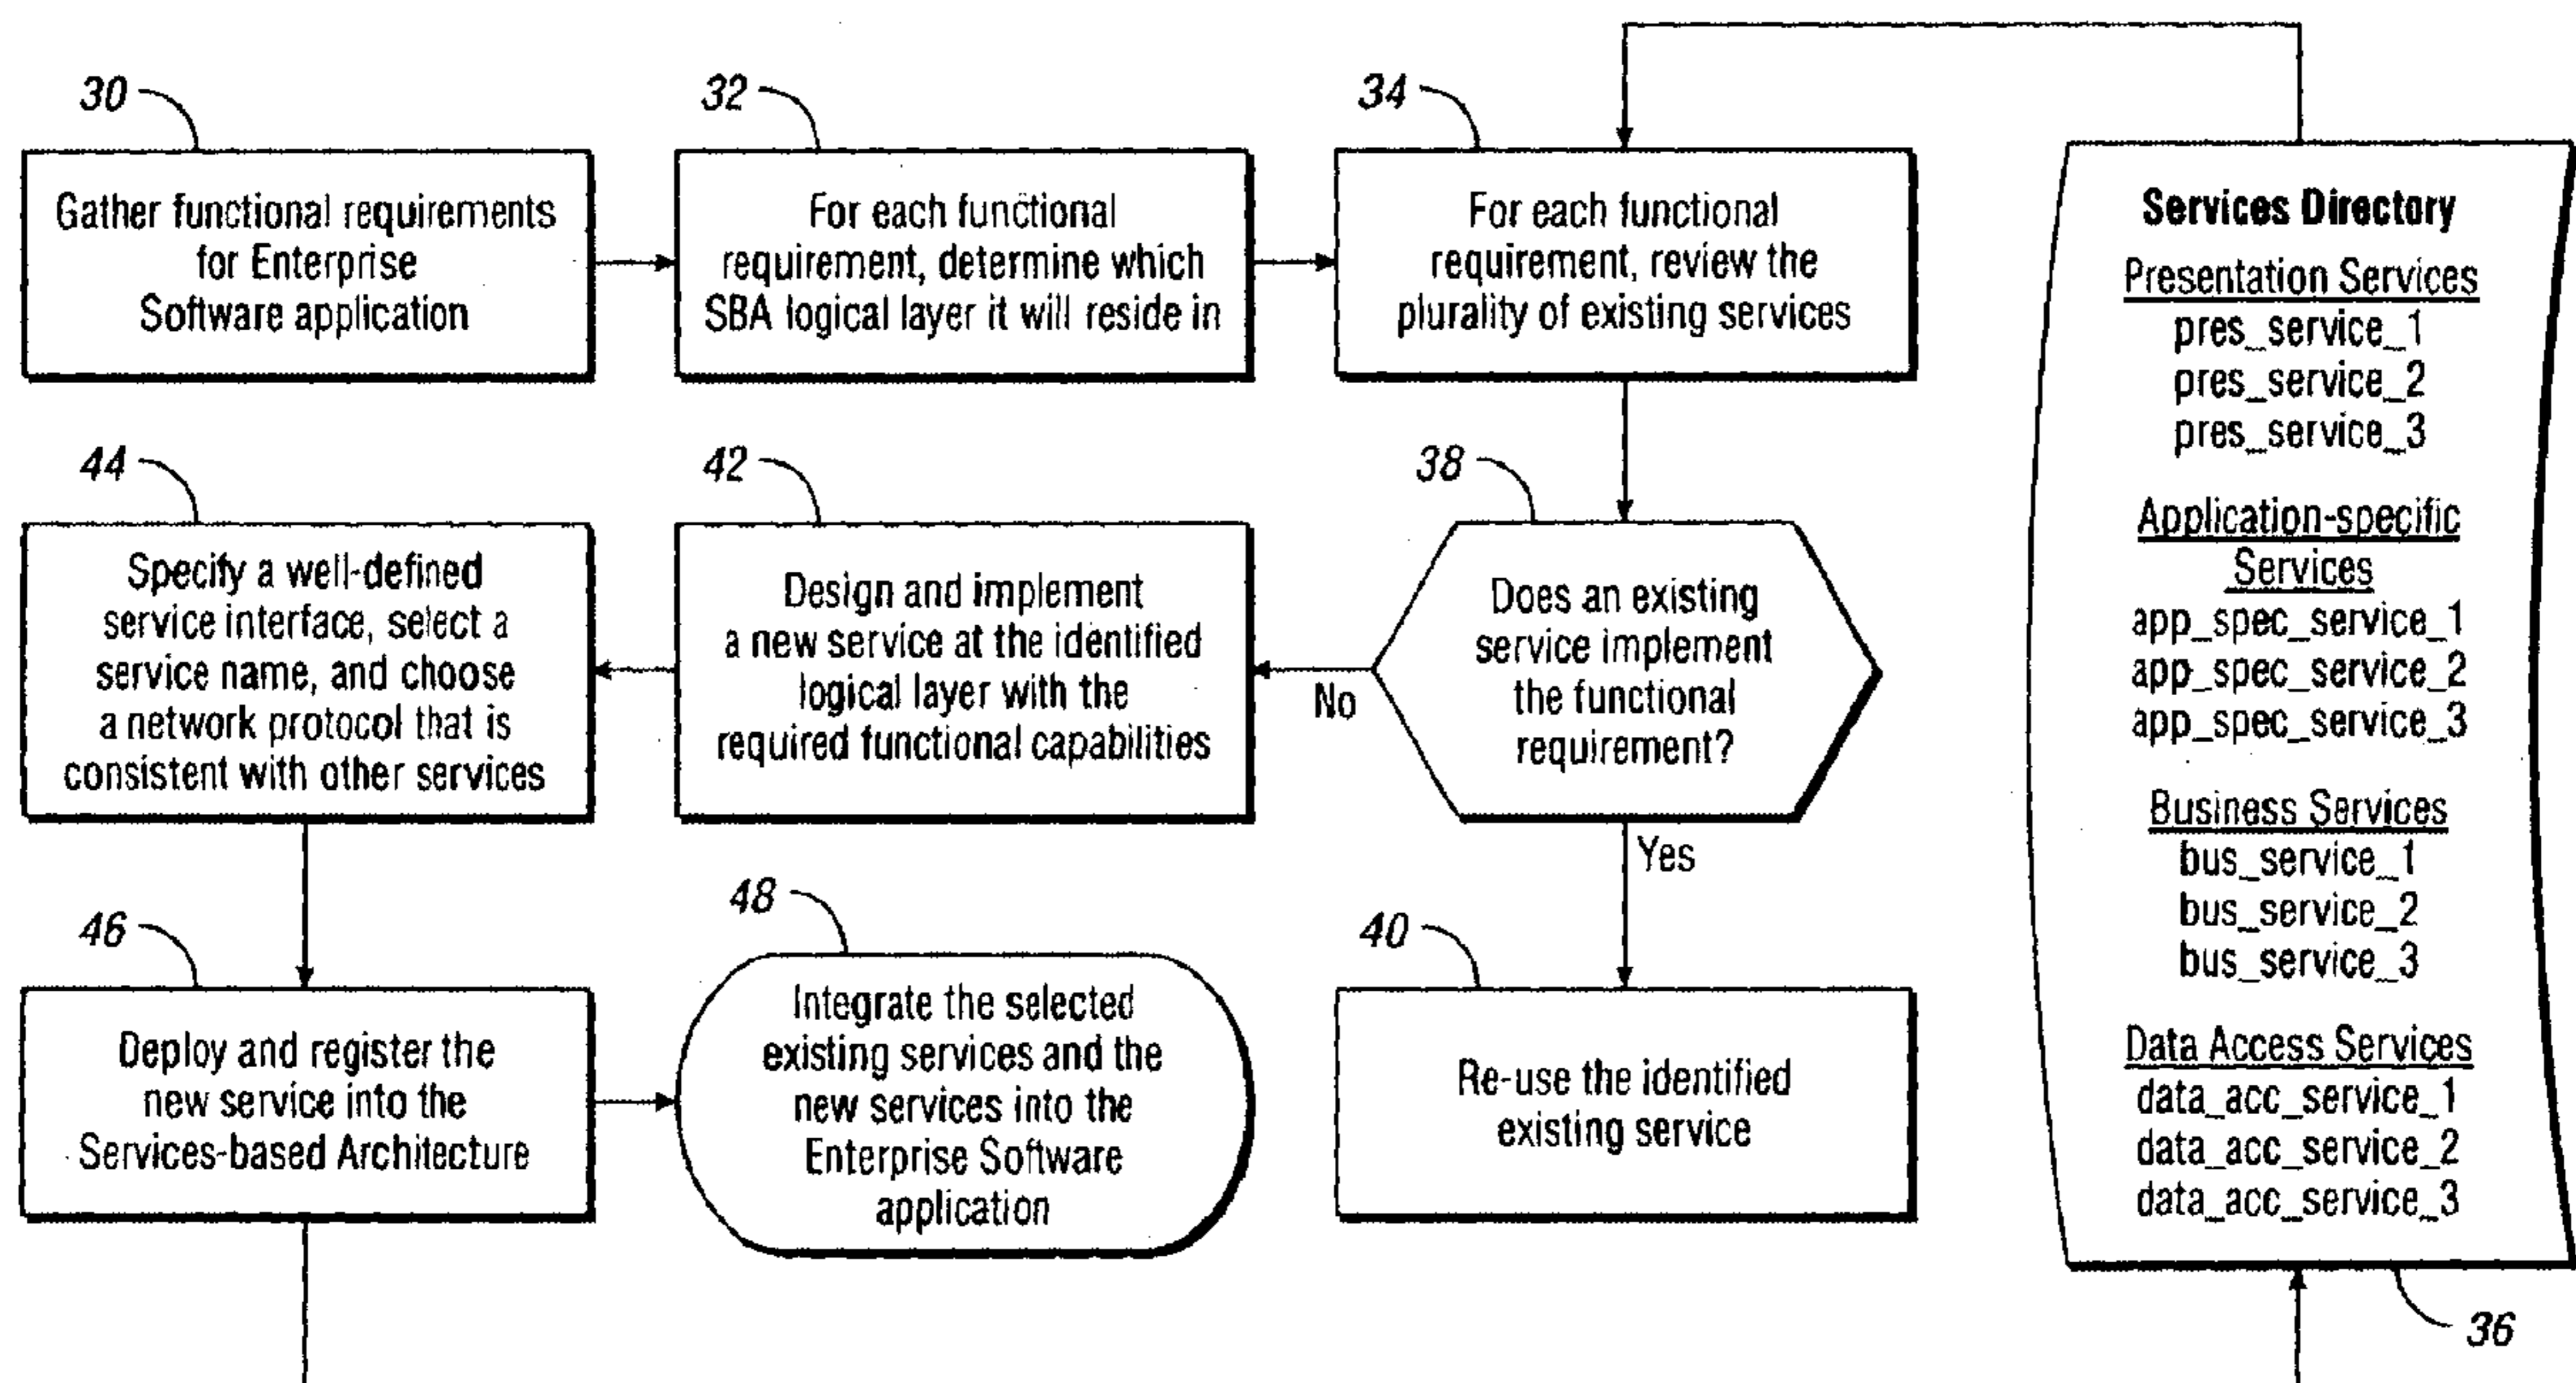 30
Gather functional requirements
for Enterprise
Software application
32
For each functional
requirement, determine which
SBA logical layer it will reside in
34
For each functional
requirement, review the
plurality of existing services
Services Directory
Presentation Services
pres_service_1
pres_service_2
pres_service_3
Application-specific
Services
app_spec_service_1
app_spec_service_2
app_spec_service_3
Business Services
bus_service_1
bus_service_2
bus_service_3
Data Access Services
data_acc_service_1
data_acc_service_2
data_acc_service_3
36
38
Does an existing
service implement
the functional
requirement?
No
Yes
42
Design and implement
a new service at the identified
logical layer with the
required functional capabilities
44
Specify a well-defined
service interface, select a
service name, and choose
a network protocol that is
consistent with other services
46
Deploy and register the
new service into the
Services-based Architecture
48
Integrate the selected
existing services and the
new services into the
Enterprise Software
application
40
Re-use the identified
existing service